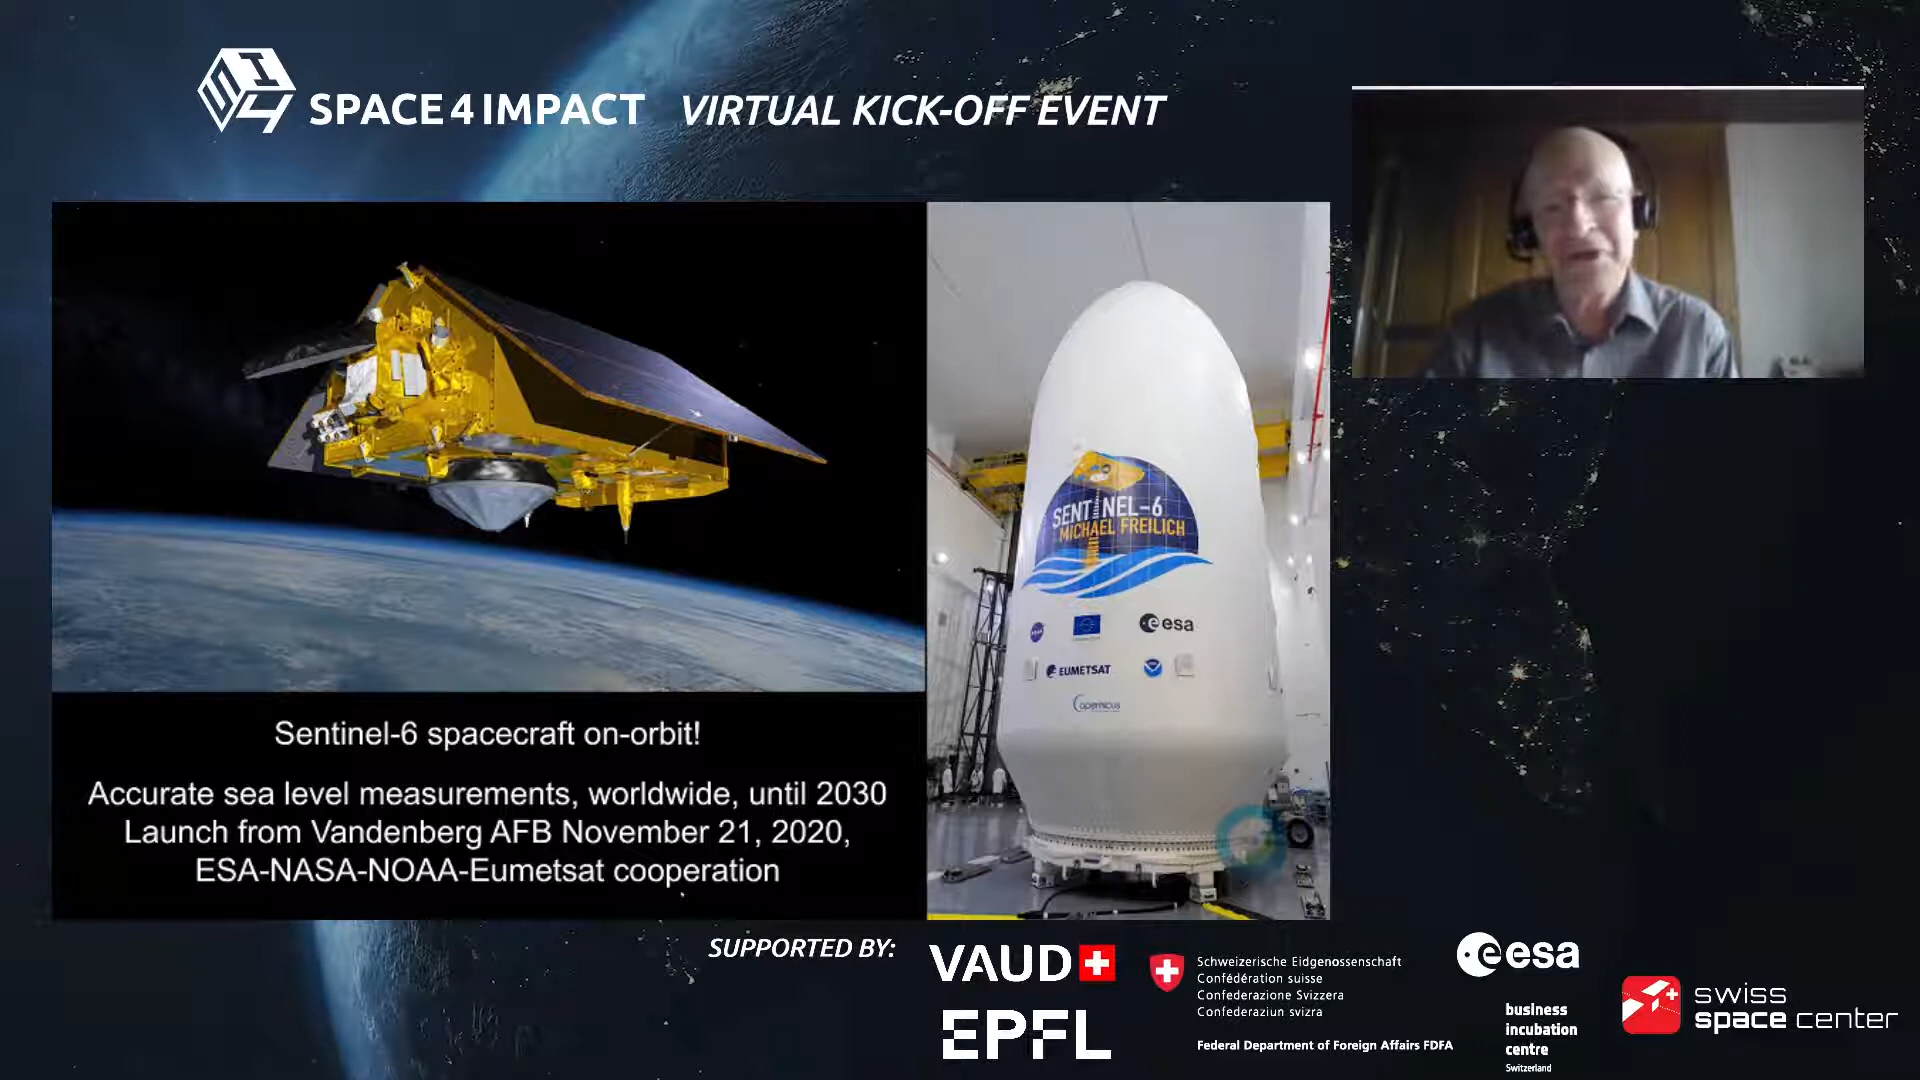 SPACE4IMPACT VIRTUAL KICK-OFF EVENT
SENTINEL-6
MICHAEL FREILICH
NASA
esa
EUMETSAT
opernicus
Sentinel-6 spacecraft on-orbit!
Accurate sea level measurements, worldwide, until 2030
Launch from Vandenberg AFB November 21, 2020,
ESA-NASA-NOAA-Eumetsat cooperation
SUPPORTED BY:
VAUD
EPFL
Schweizerische Eidgenossenschaft
Confédération suisse
Confederazione Svizzera
Confederaziun svizra
Federal Department of Foreign Affairs FDFA
esa
business
incubation
centre
Switzerland
swiss
space center